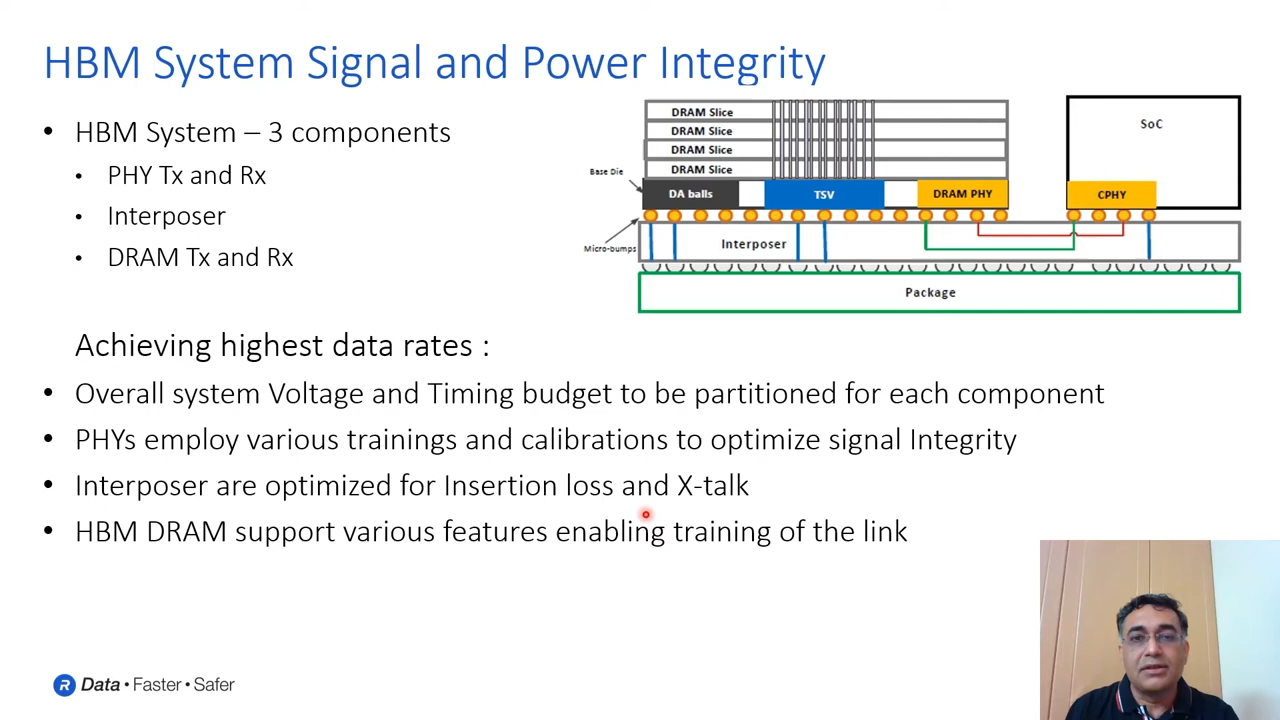 HBM System Signal and Power Integrity
• HBM System – 3 components
• PHY Tx and Rx
• Interposer
• DRAM Tx and Rx
DRAM Slice
DRAM Slice
DRAM Slice
DRAM Slice
SoC
Base Die
DA balls
TSV
DRAM PHY
CPHY
Micro-bumps
Interposer
Package
Achieving highest data rates :
• Overall system Voltage and Timing budget to be partitioned for each component
• PHYs employ various trainings and calibrations to optimize signal Integrity
• Interposer are optimized for Insertion loss and X-talk
• HBM DRAM support various features enabling training of the link
R Data • Faster • Safer